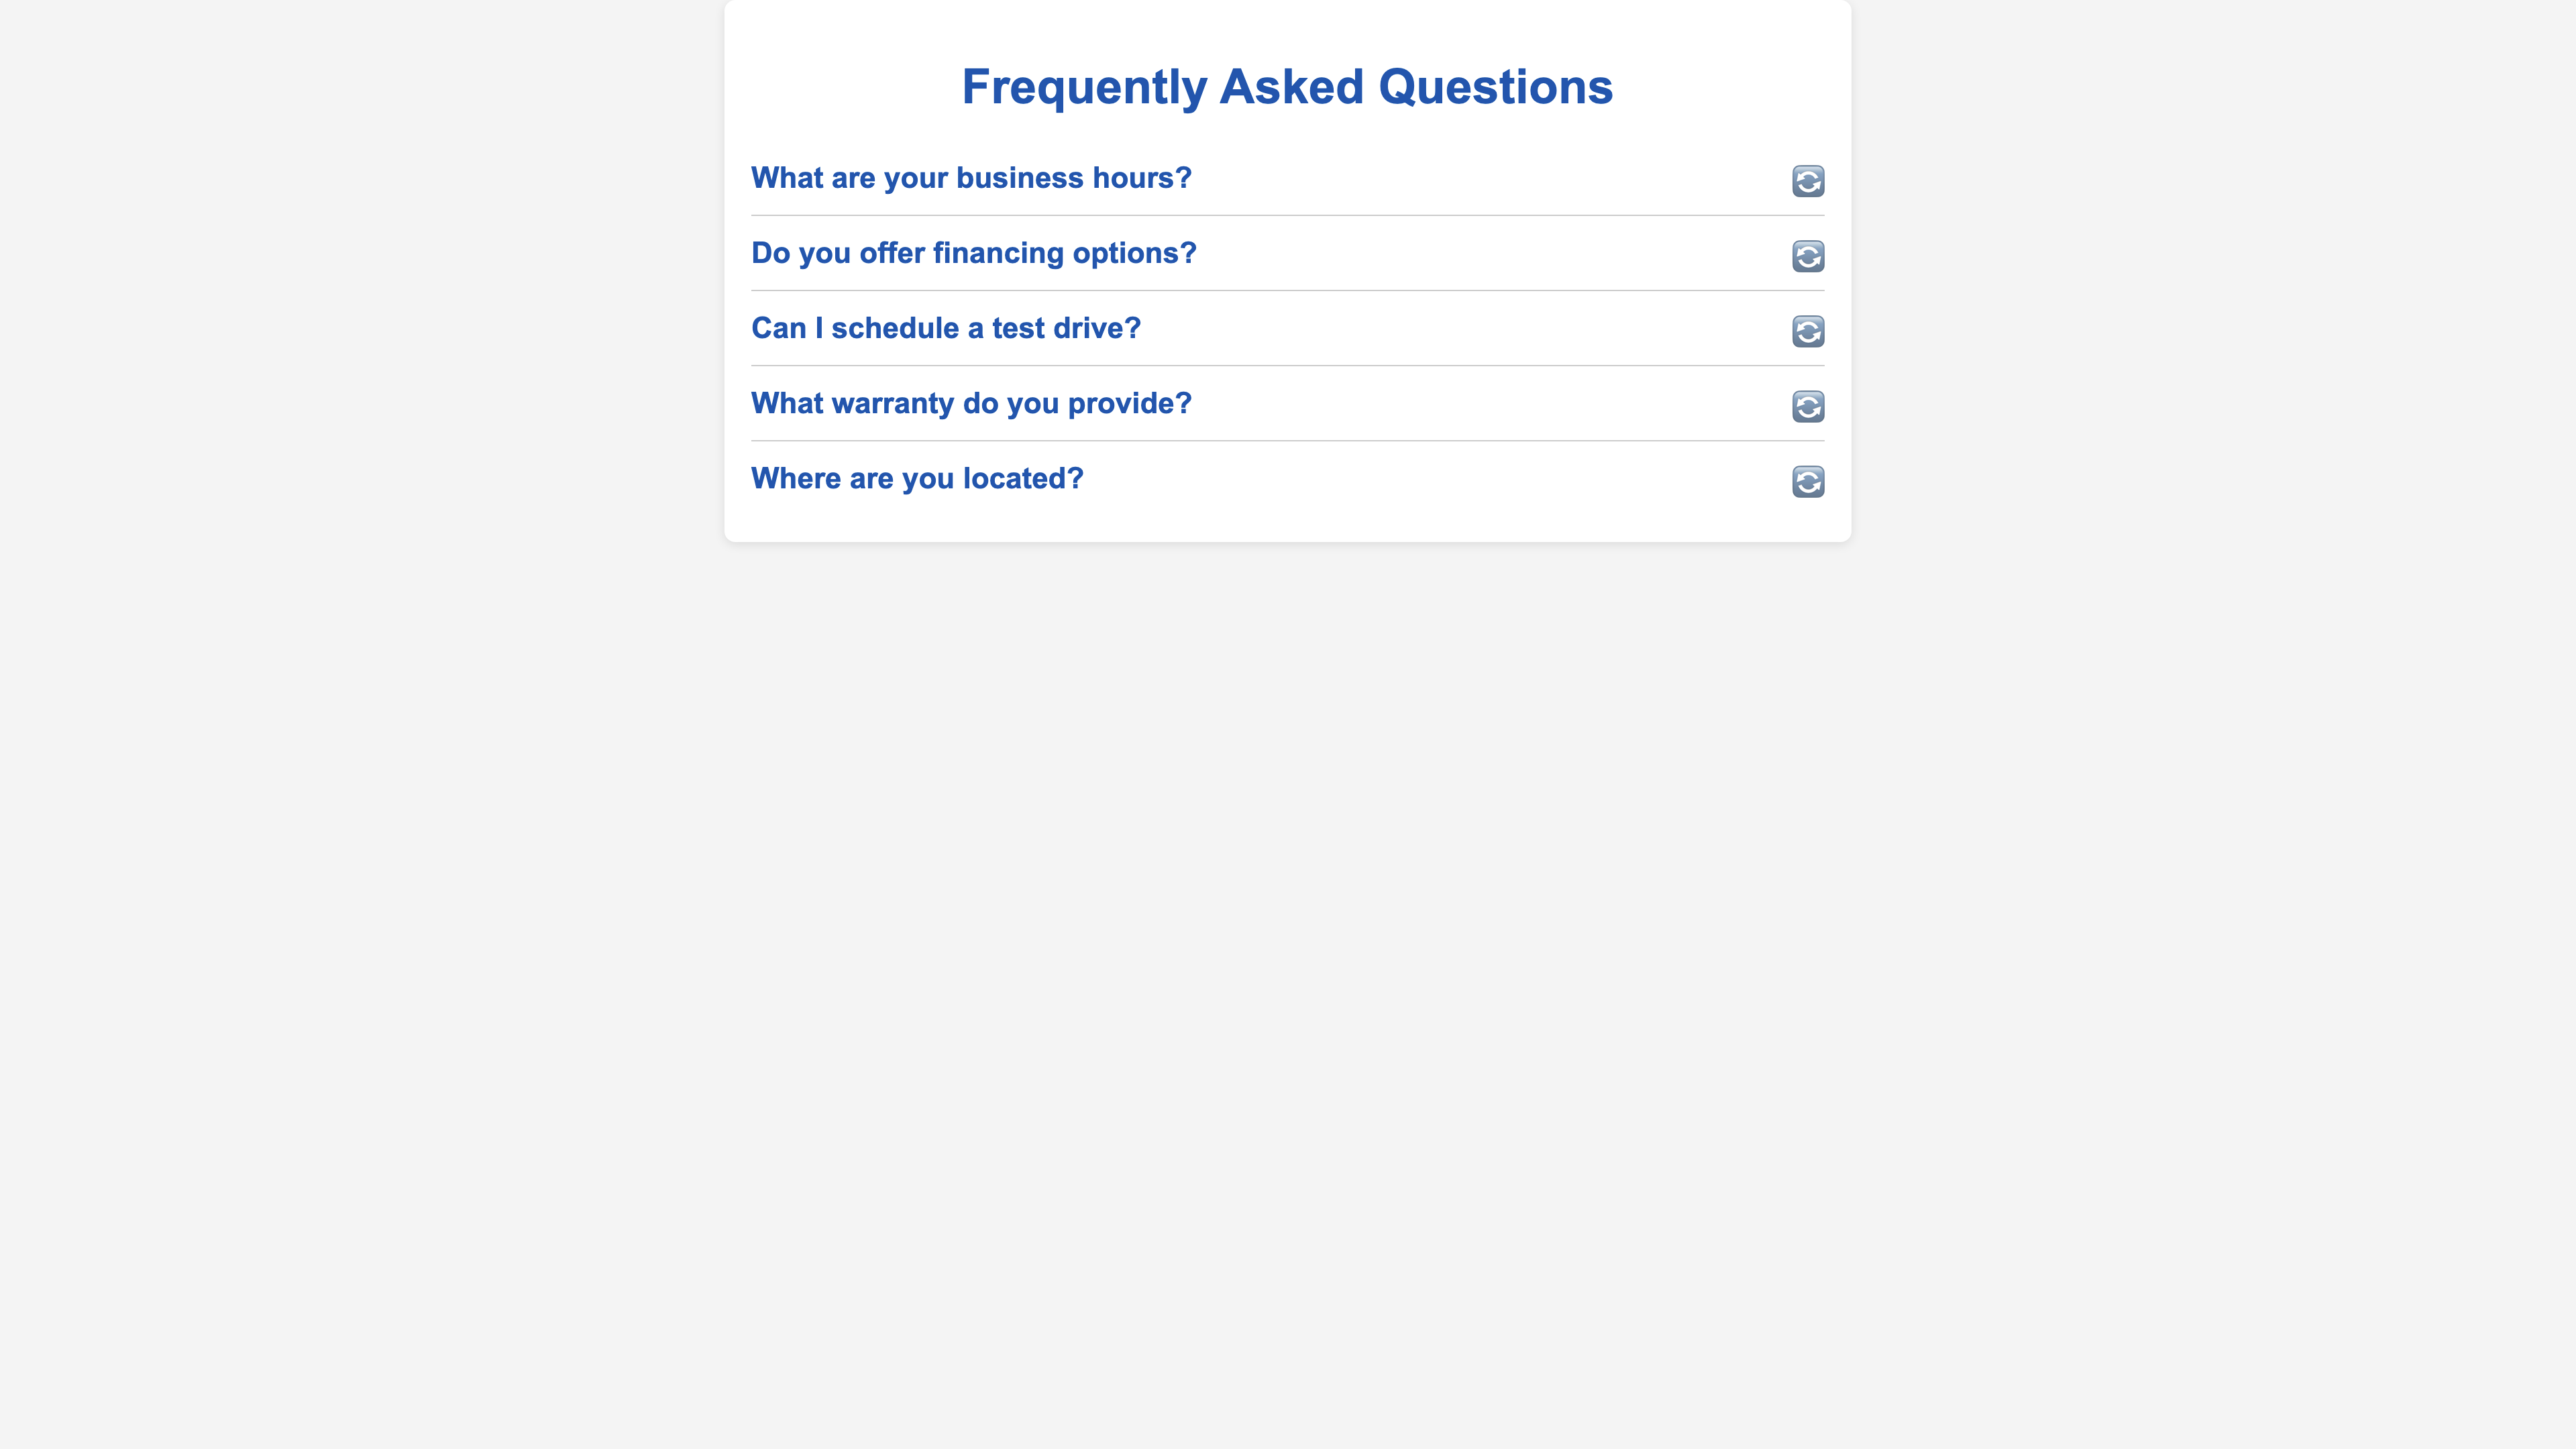 Frequently Asked Questions
What are your business hours?
Do you offer financing options?
Can I schedule a test drive?
What warranty do you provide?
Where are you located?